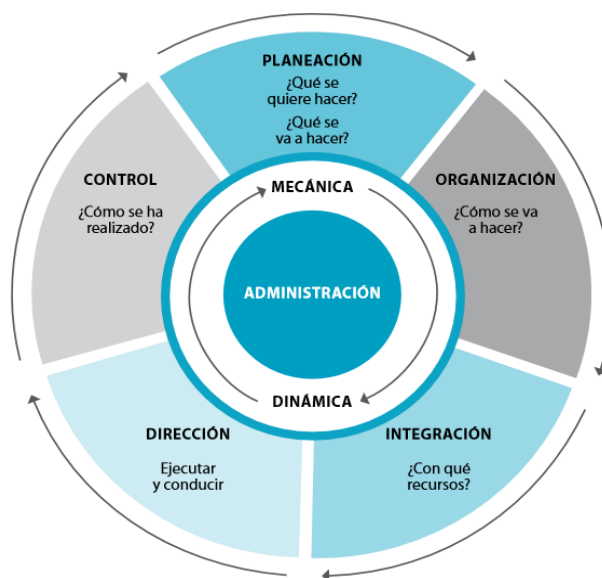 PLANEACIÓN
¿Qué se
quiere hacer?
¿Qué se
va a hacer?
ORGANIZACIÓN
¿Cómo se va
a hacer?
INTEGRACIÓN
¿Con qué
recursos?
DIRECCIÓN
Ejecutar
y conducir
CONTROL
¿Cómo se ha
realizado?
MECÁNICA
ADMINISTRACIÓN
DINÁMICA